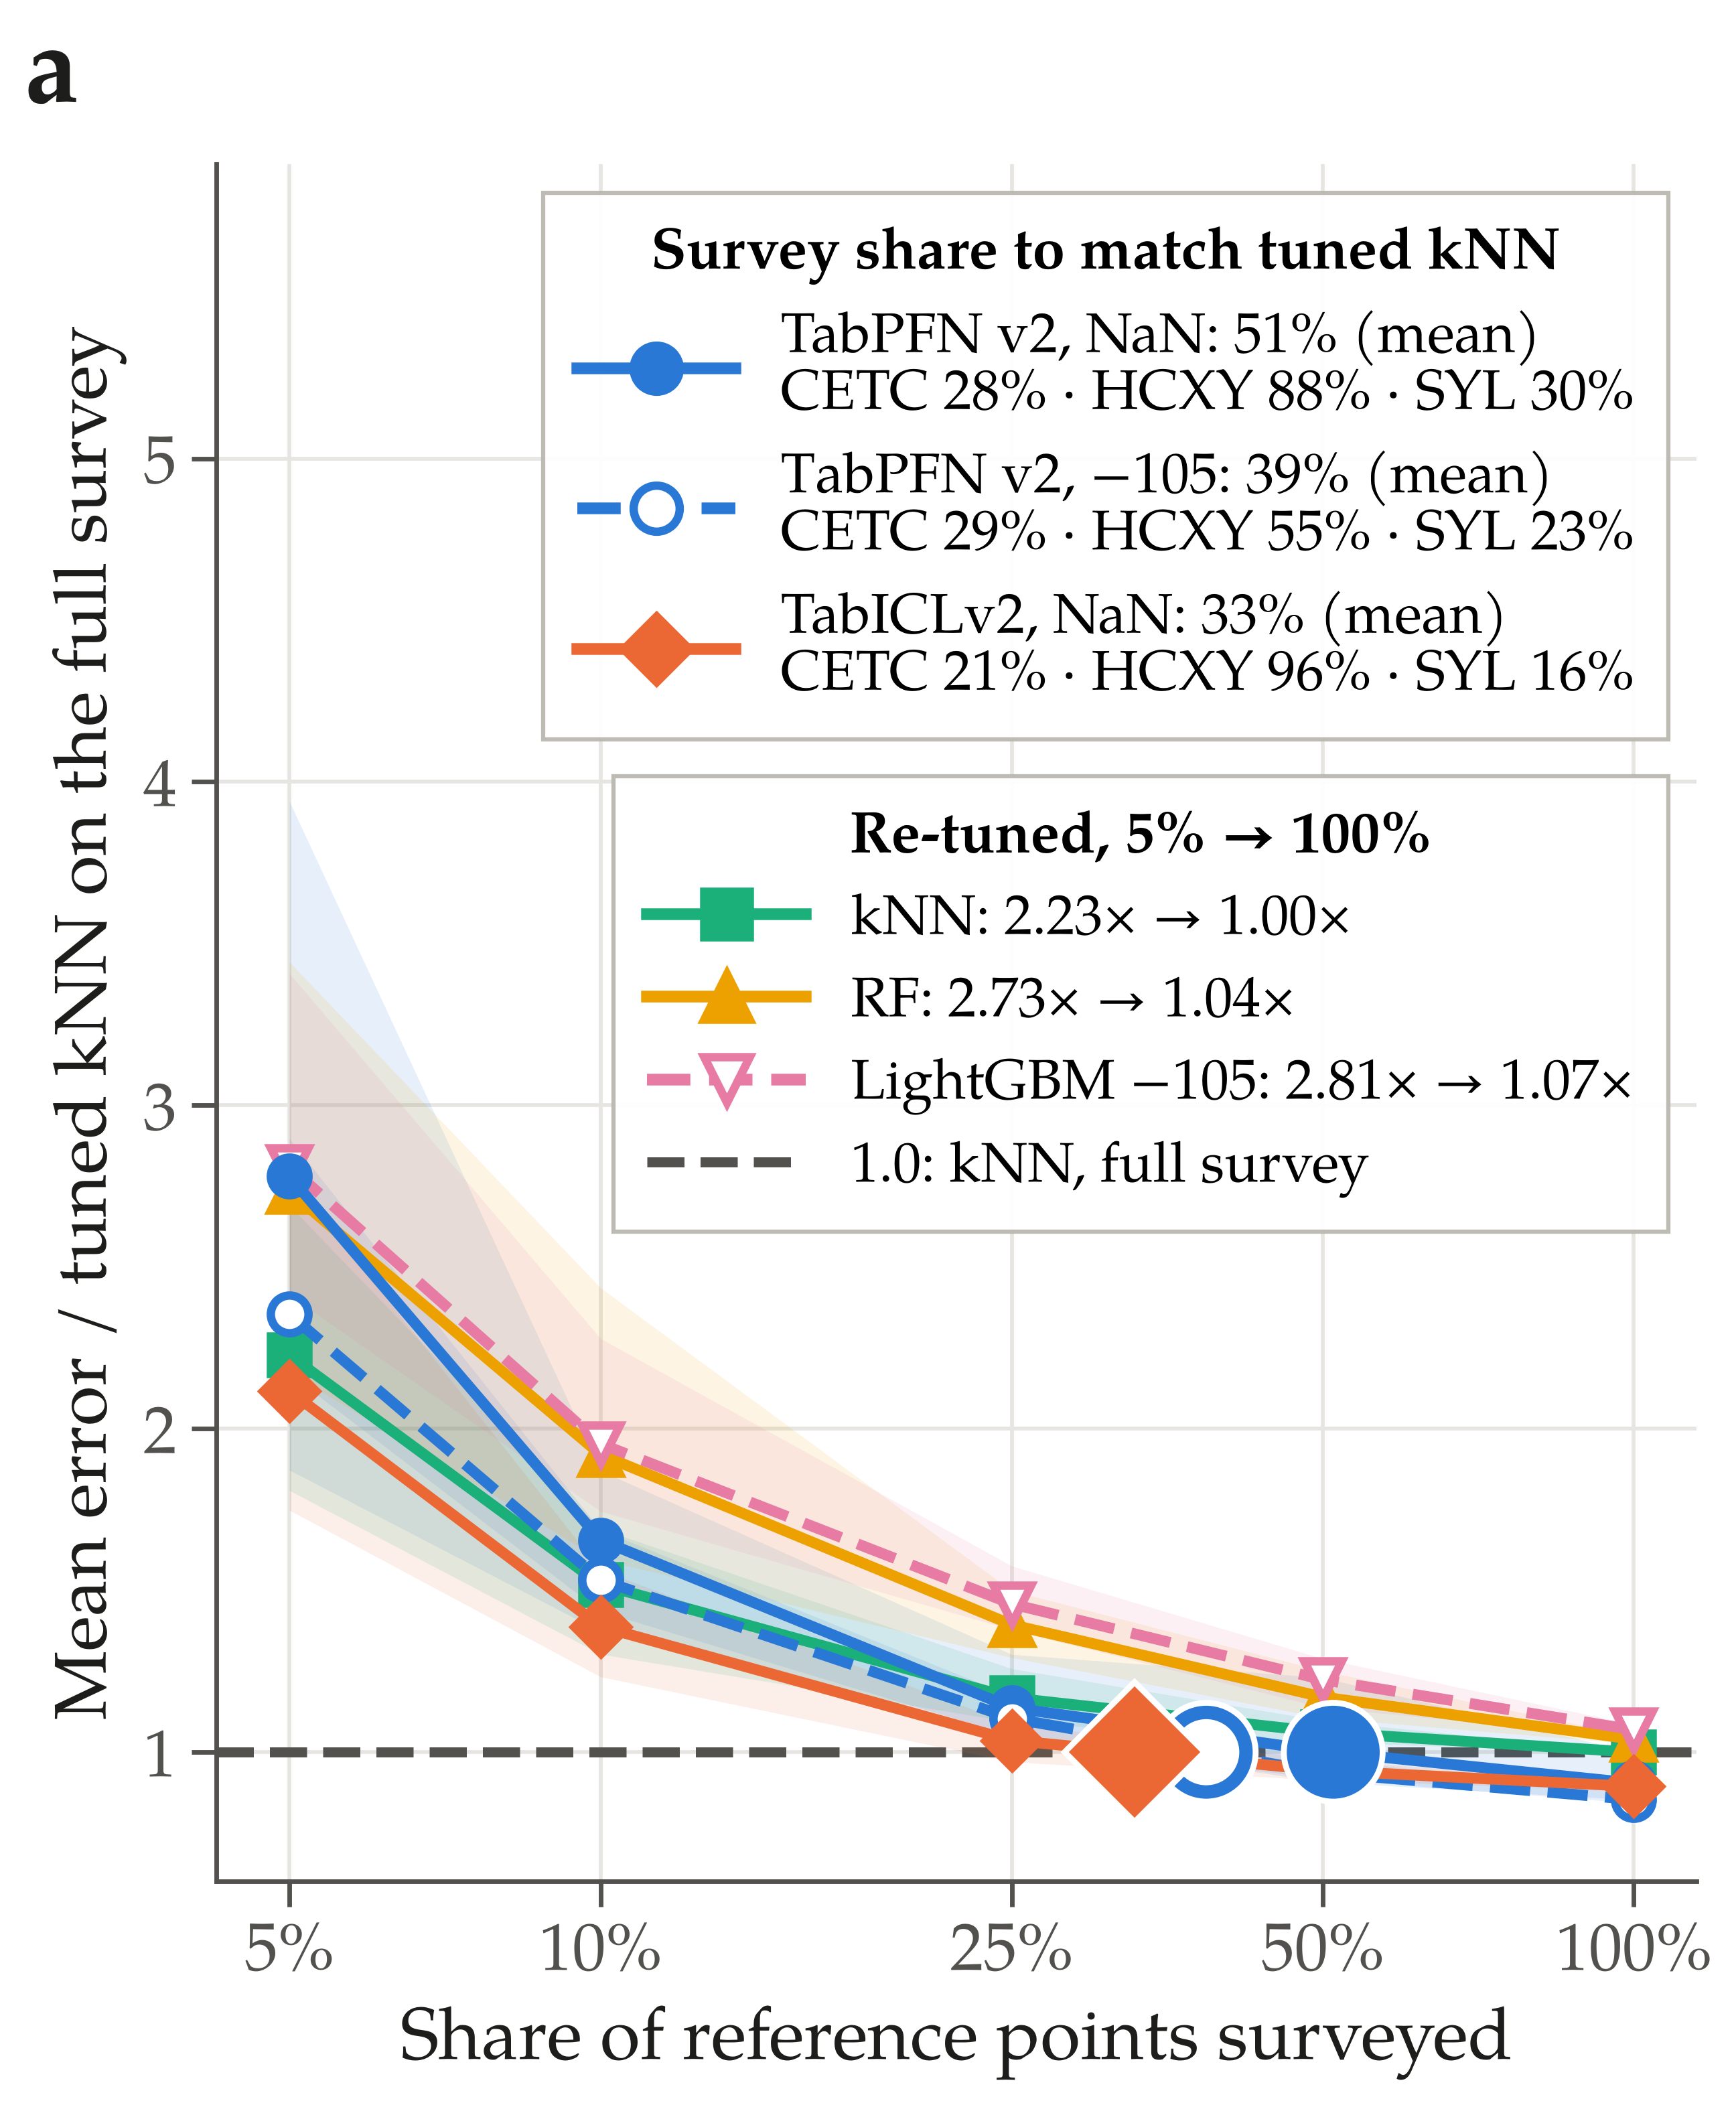 a
Mean error / tuned kNN on the full survey
5
4
3
2
1
Survey share to match tuned kNN
TabPFN v2, NaN: 51% (mean)
CETC 28% · HCXY 88% · SYL 30%
TabPFN v2, −105: 39% (mean)
CETC 29% · HCXY 55% · SYL 23%
TabICLv2, NaN: 33% (mean)
CETC 21% · HCXY 96% · SYL 16%
Re-tuned, 5% → 100%
kNN: 2.23× → 1.00×
RF: 2.73× → 1.04×
LightGBM −105: 2.81× → 1.07×
1.0: kNN, full survey
5% 10% 25% 50% 100%
Share of reference points surveyed